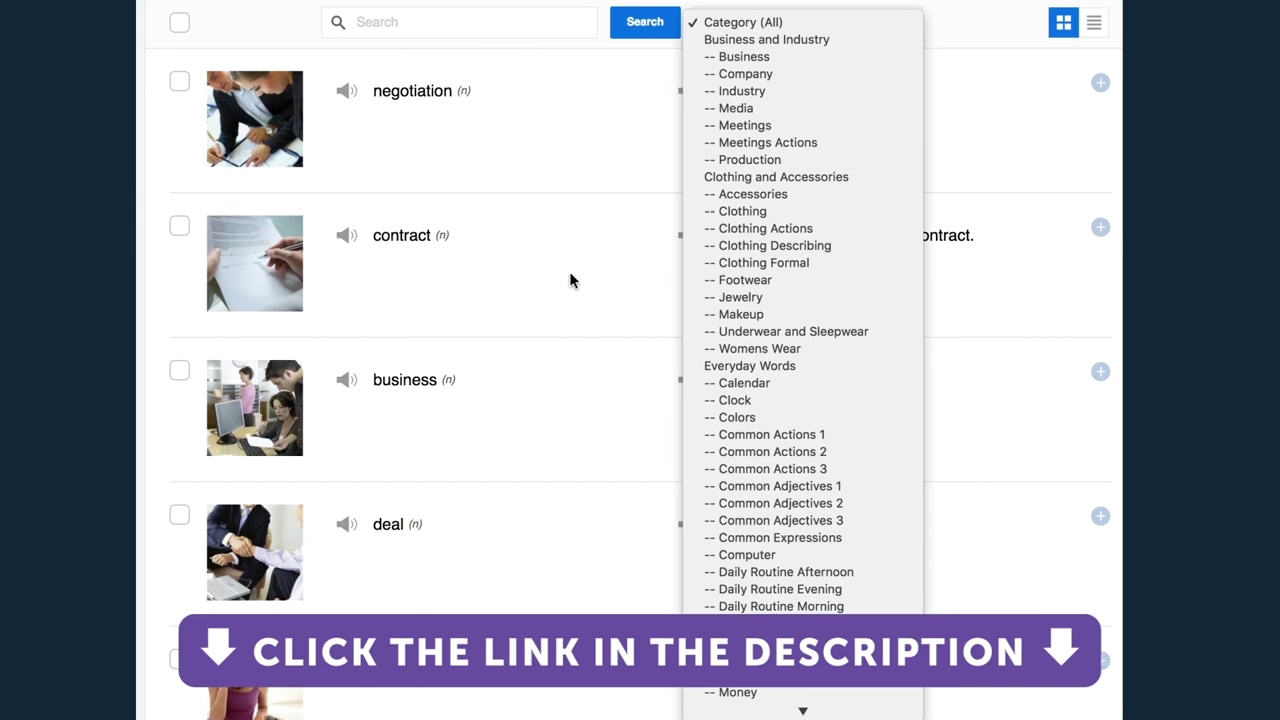 Search
Search
✓ Category (All)
Business and Industry
-- Business
-- Company
-- Industry
-- Media
-- Meetings
-- Meetings Actions
-- Production
Clothing and Accessories
-- Accessories
-- Clothing
-- Clothing Actions
-- Clothing Describing
-- Clothing Formal
-- Footwear
-- Jewelry
-- Makeup
-- Underwear and Sleepwear
-- Womens Wear
Everyday Words
-- Calendar
-- Clock
-- Colors
-- Common Actions 1
-- Common Actions 2
-- Common Actions 3
-- Common Adjectives 1
-- Common Adjectives 2
-- Common Adjectives 3
-- Common Expressions
-- Computer
-- Daily Routine Afternoon
-- Daily Routine Evening
-- Daily Routine Morning
-- Money
negotiation (n)
contract (n)
ontract.
business (n)
deal (n)
CLICK THE LINK IN THE DESCRIPTION